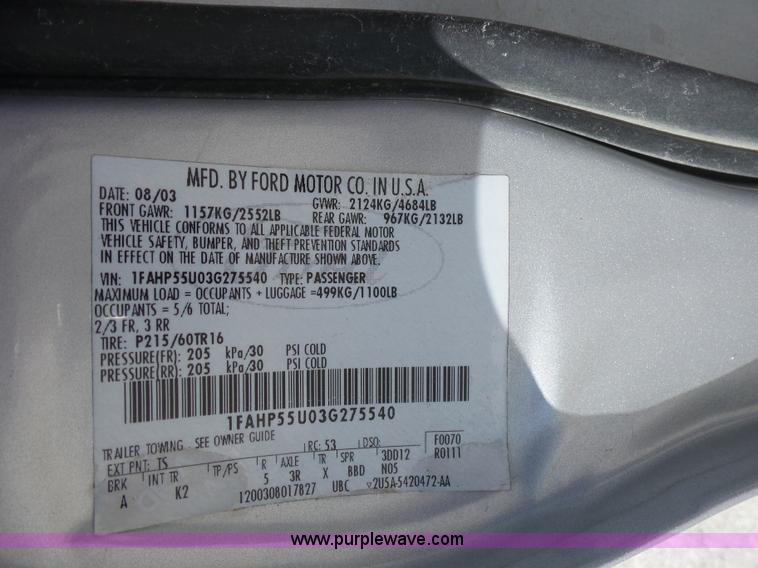 MFD. BY FORD MOTOR CO. IN U.S.A.
DATE: 08/03 GVWR: 2124KG/4684LB
FRONT GAWR: 1157KG/2552LB REAR GAWR: 967KG/2132LB
THIS VEHICLE CONFORMS TO ALL APPLICABLE FEDERAL MOTOR
VEHICLE SAFETY, BUMPER, AND THEFT PREVENTION STANDARDS
IN EFFECT ON THE DATE OF MANUFACTURE SHOWN ABOVE.
VIN: 1FAHP55U03G275540 TYPE: PASSENGER
MAXIMUM LOAD = OCCUPANTS + LUGGAGE =499KG/1100LB
OCCUPANTS = 5/6 TOTAL;
2/3 FR, 3 RR
TIRE: P215/60TR16
PRESSURE(FR): 205 kPa/30 PSI COLD
PRESSURE(RR): 205 kPa/30 PSI COLD
1FAHP55U03G275540
TRAILER TOWING. SEE OWNER GUIDE
EXT PNT: TS RC: 53 DSO: F0070
BRK INT TR TP/PS R AXLE TR SPR 3DD12 R0111
A K2 5 3R X BBD N05
1200308017827 UBC 2U5A-5420472-AA
www.purplewave.com